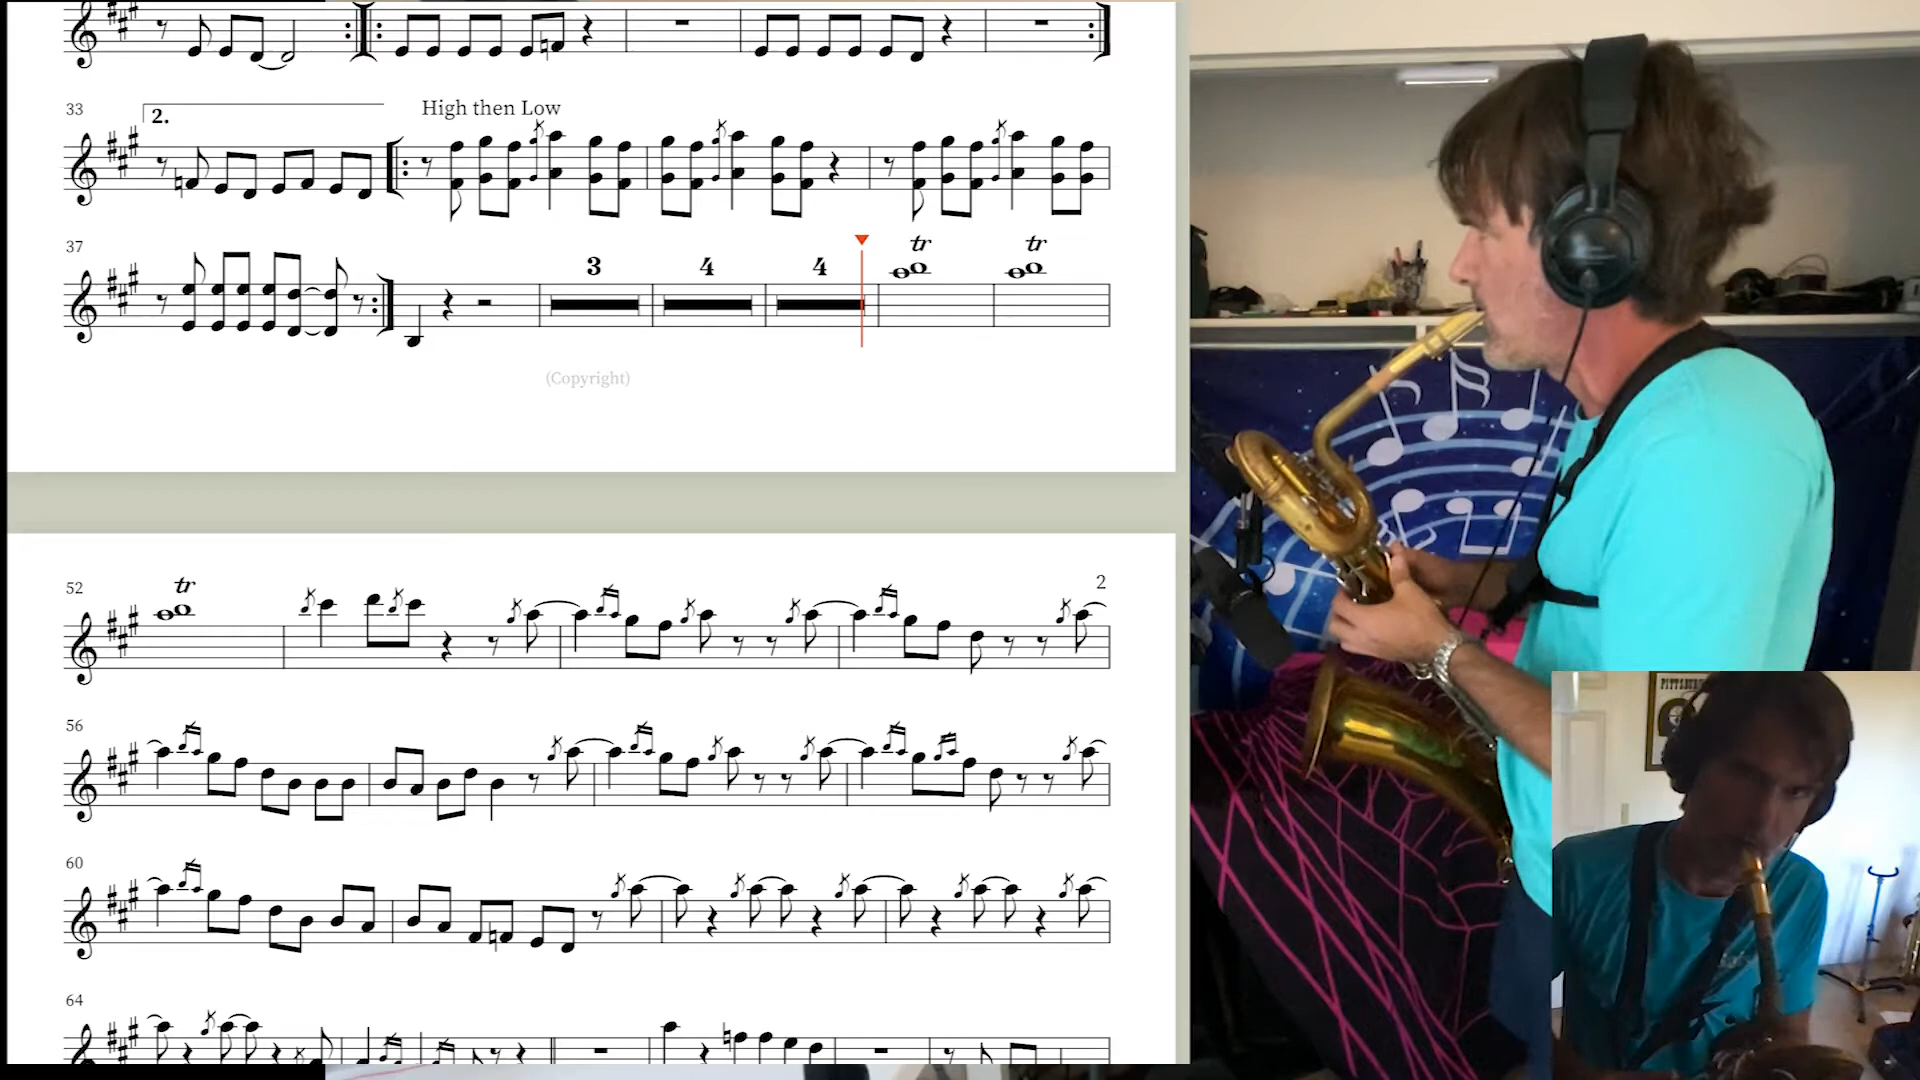 33
2.
High then Low
37
3
4
4
tr
tr
(Copyright)
2
52
tr
56
60
64